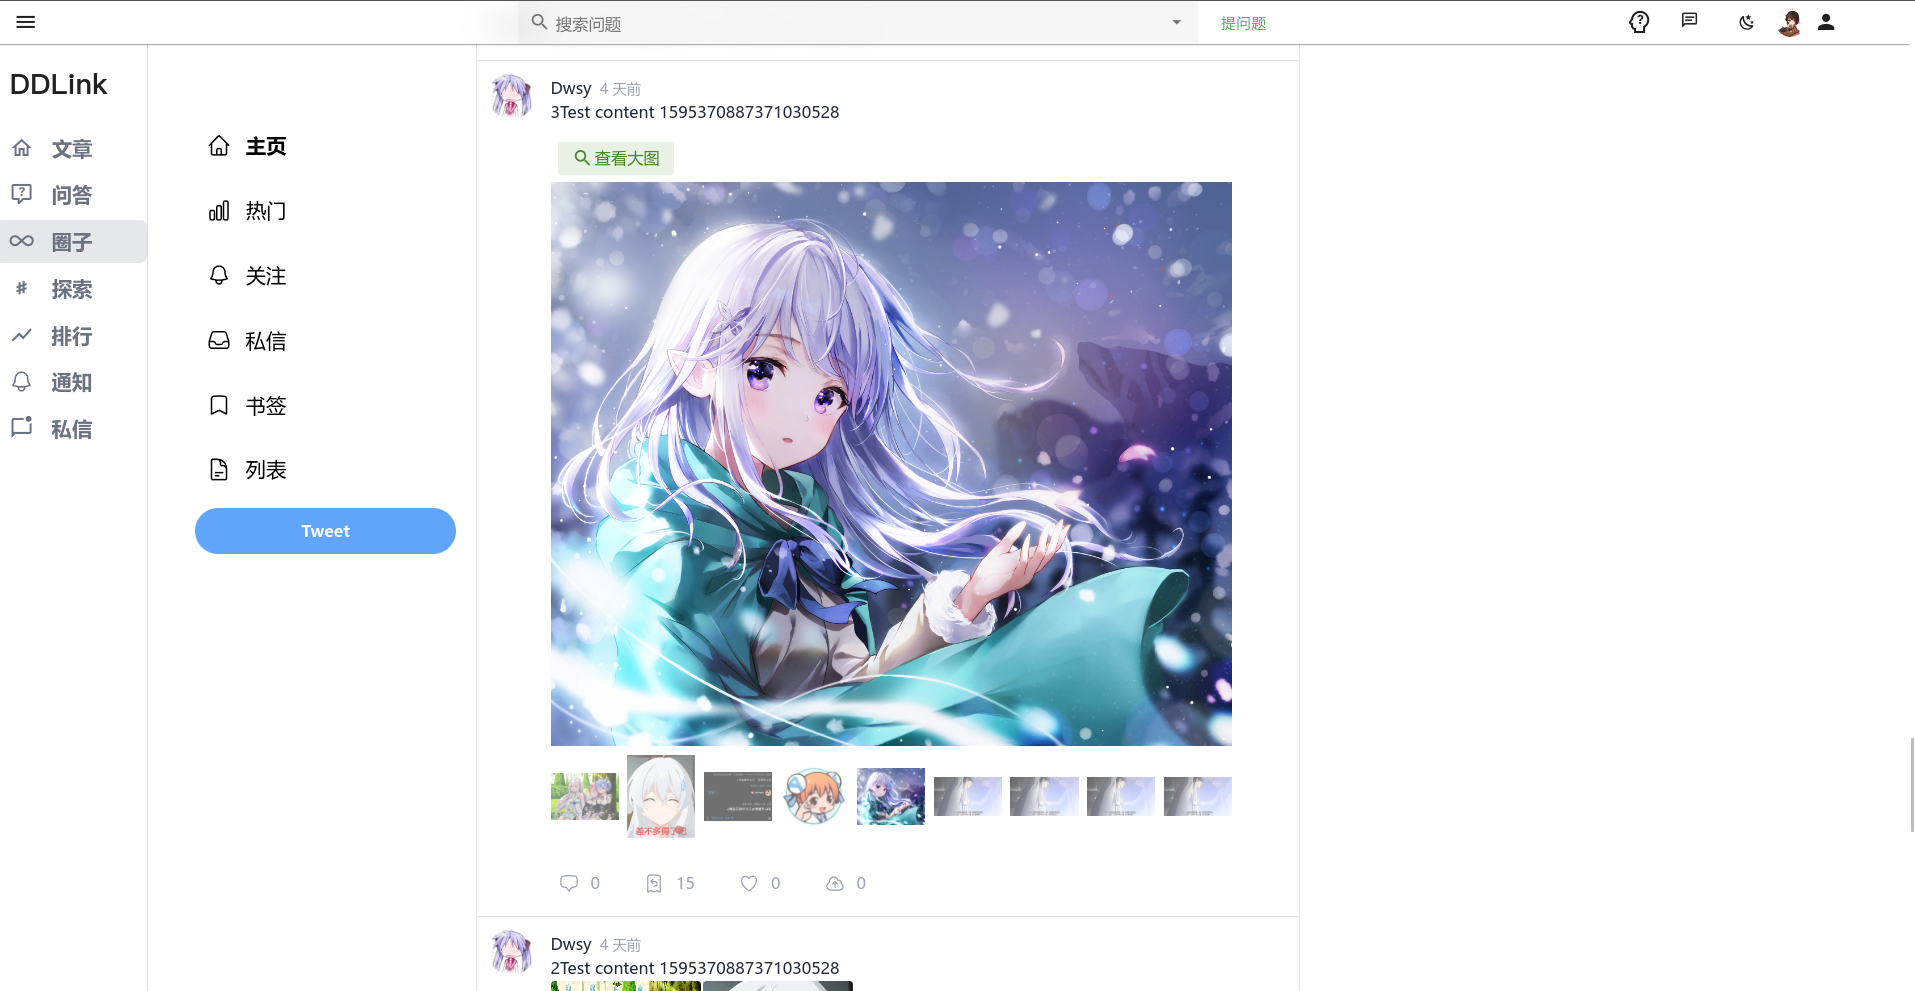 搜索问题
提问题
DDLink
文章
问答
圈子
探索
排行
通知
私信
主页
热门
关注
私信
书签
列表
Tweet
Dwsy 4 天前
3Test content 1595370887371030528
查看大图
差不多得了吧
0 15 0 0
Dwsy 4 天前
2Test content 1595370887371030528